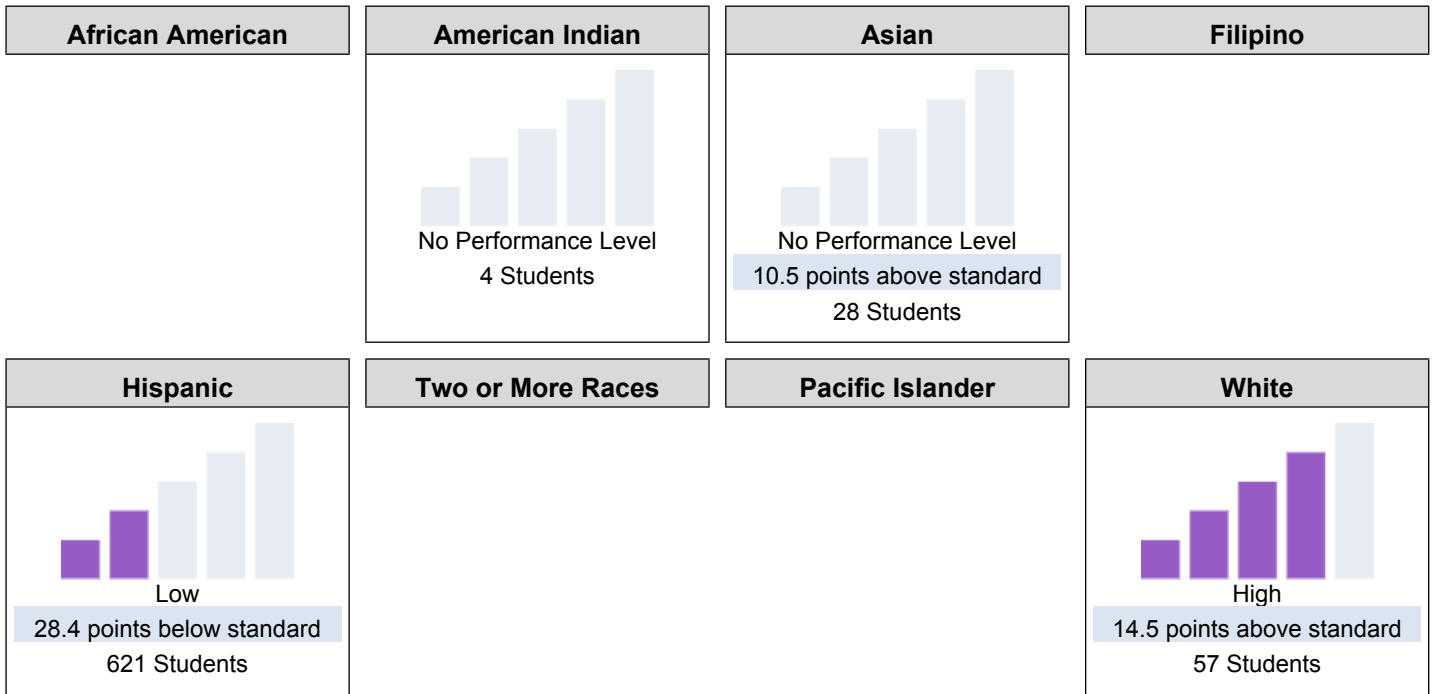 African American
American Indian
Asian
Filipino
No Performance Level
4 Students
No Performance Level
10.5 points above standard
28 Students
Hispanic
Two or More Races
Pacific Islander
White
Low
28.4 points below standard
621 Students
High
14.5 points above standard
57 Students